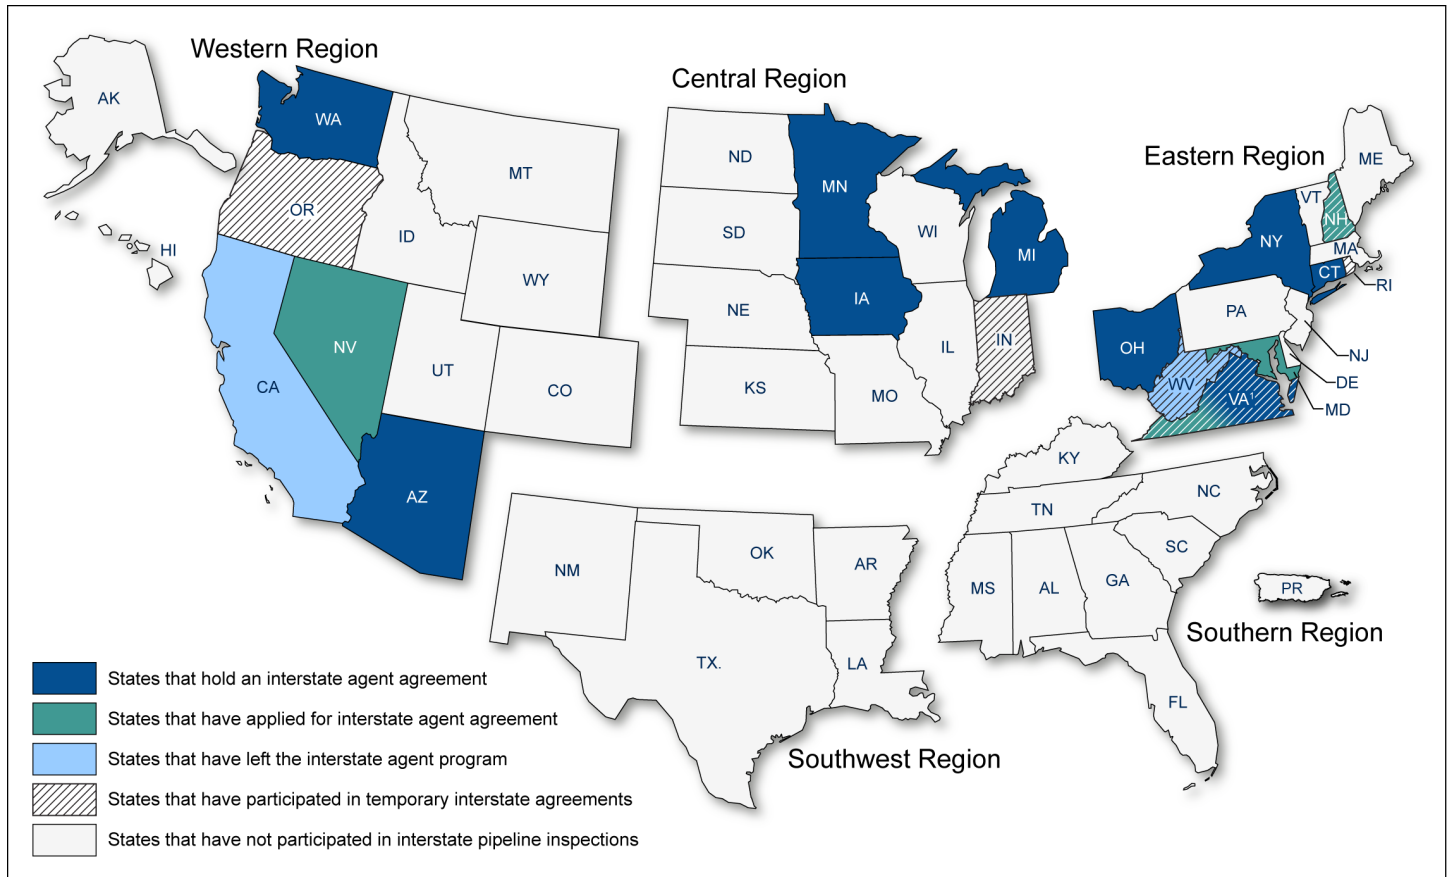 Western Region
Central Region
Eastern Region
AK
WA
MT
OR
ID
HI
WY
NV
UT
CA
CO
AZ
ND
MN
SD
WI
MI
NE
IA
IL
IN
KS
MO
ME
VT
NH
NY
MA
CT
RI
PA
OH
NJ
DE
WV
VA¹
MD
KY
NC
TN
SC
MS
AL
GA
PR
Southern Region
FL
NM
OK
AR
TX.
LA
Southwest Region
States that hold an interstate agent agreement
States that have applied for interstate agent agreement
States that have left the interstate agent program
States that have participated in temporary interstate agreements
States that have not participated in interstate pipeline inspections